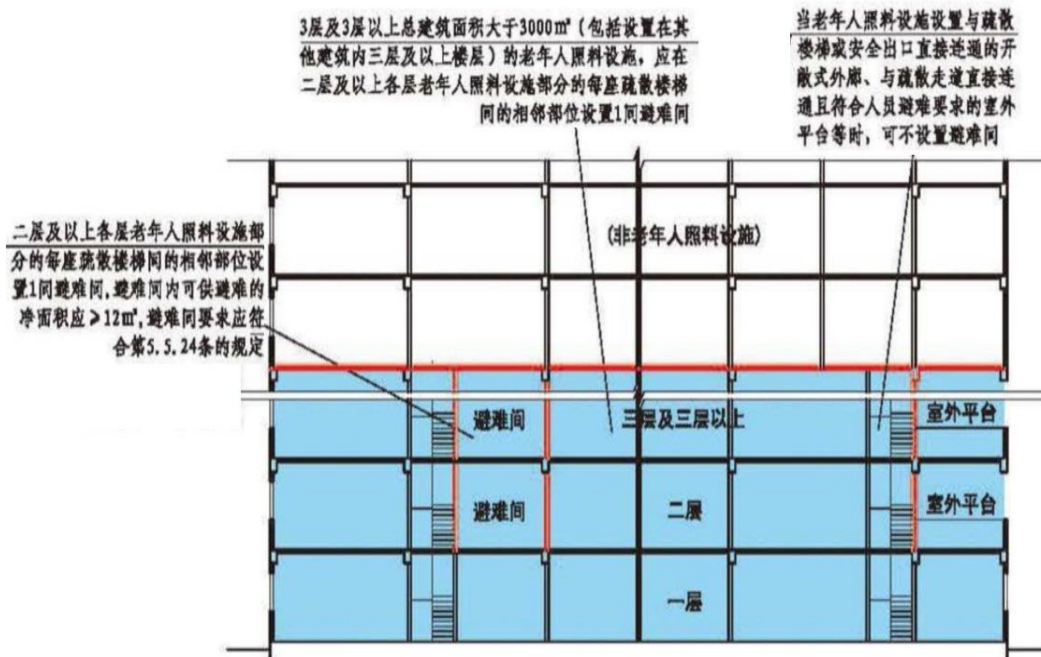 3层及3层以上总建筑面积大于3000㎡(包括设置在其
他建筑内三层及以上楼层)的老年人照料设施，应在
二层及以上各层老年人照料设施部分的每座疏散楼梯
间的相邻部位设置1间避难间
当老年人照料设施设置与疏散
楼梯或安全出口直接连通的开
敞式外廊、与疏散走道直接连
通且符合人员避难要求的室外
平台等时，可不设置避难间
二层及以上各层老年人照料设施部
分的每座疏散楼梯间的相邻部位设
置1间避难间,避难间内可供避难的
净面积应≥12㎡,避难间要求应符
合第5.5.24条的规定
(非老年人照料设施)
避难间
三层及三层以上
室外平台
避难间
二层
室外平台
一层